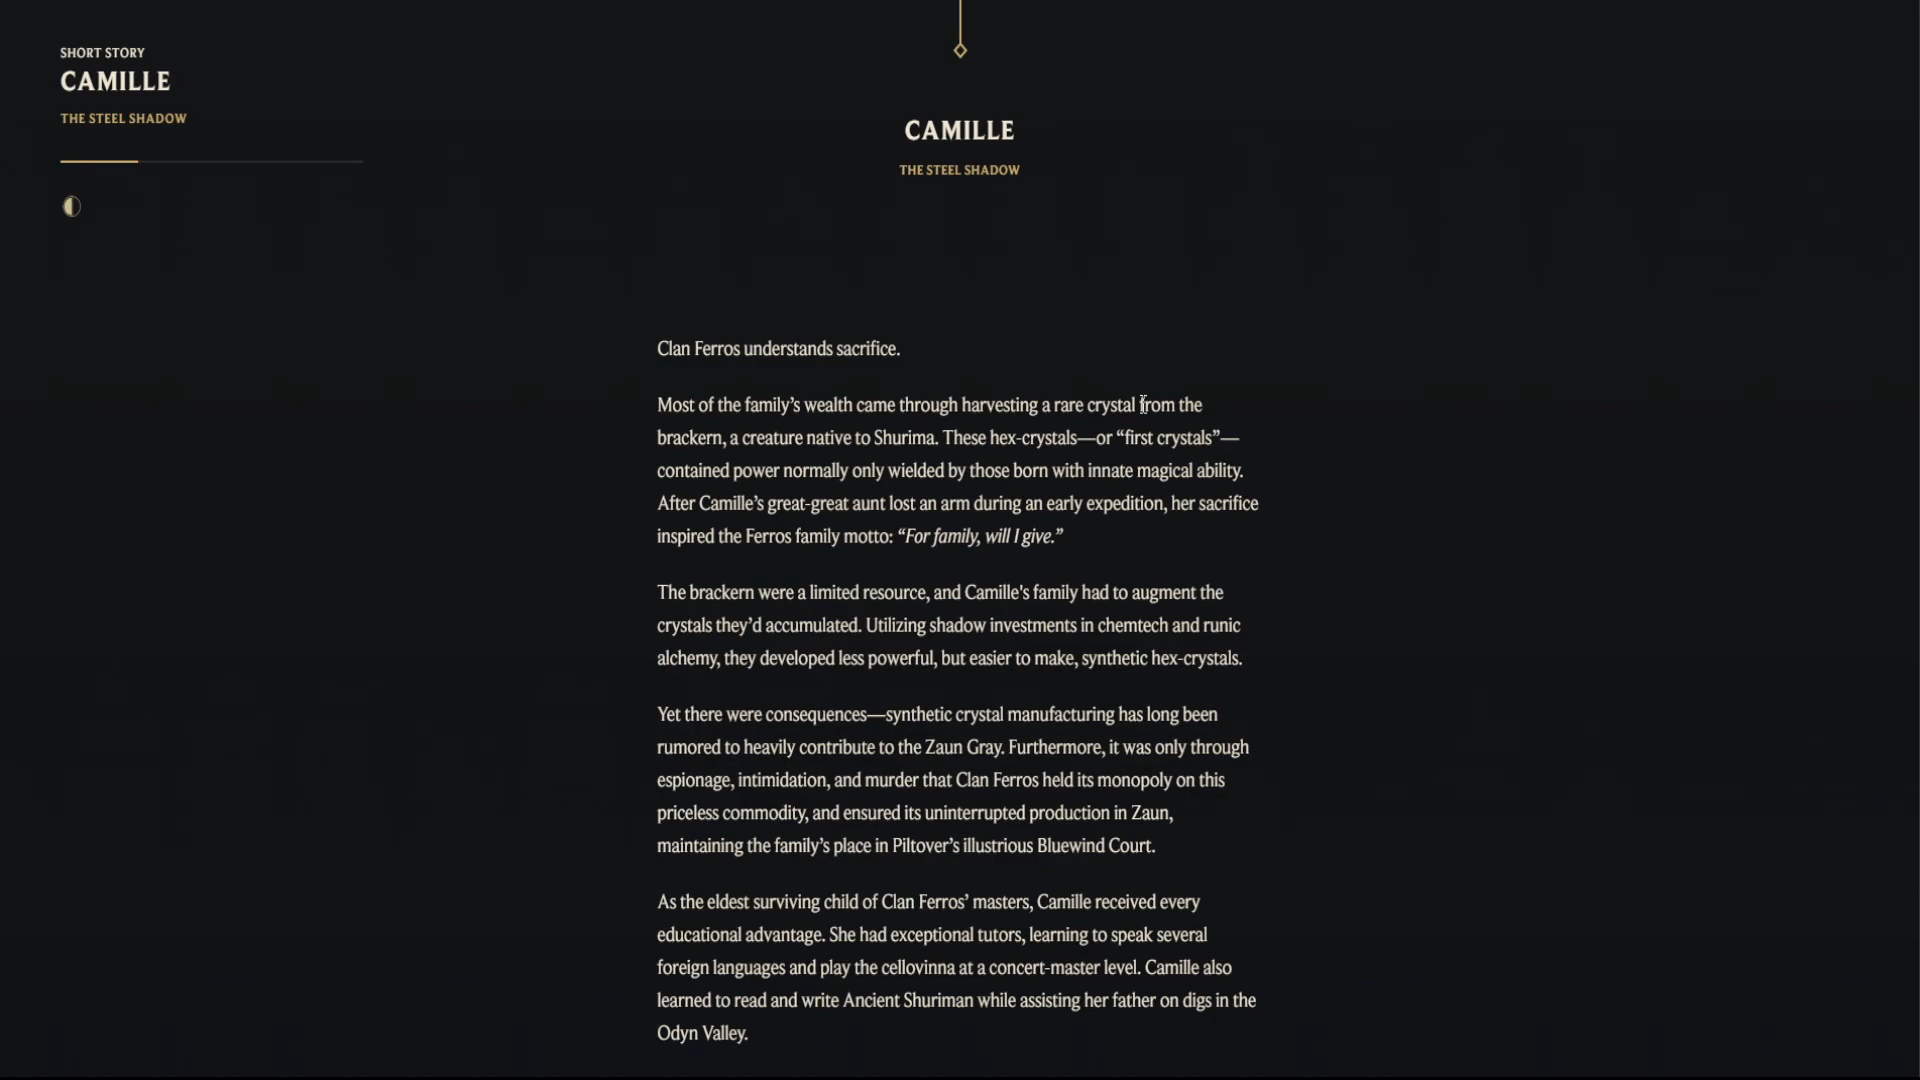 SHORT STORY
CAMILLE
THE STEEL SHADOW
CAMILLE
THE STEEL SHADOW
Clan Ferros understands sacrifice.
Most of the family’s wealth came through harvesting a rare crystal from the
brackern, a creature native to Shurima. These hex-crystals—or “first crystals”—
contained power normally only wielded by those born with innate magical ability.
After Camille’s great-great aunt lost an arm during an early expedition, her sacrifice
inspired the Ferros family motto: “For family, will I give.”
The brackern were a limited resource, and Camille's family had to augment the
crystals they’d accumulated. Utilizing shadow investments in chemtech and runic
alchemy, they developed less powerful, but easier to make, synthetic hex-crystals.
Yet there were consequences—synthetic crystal manufacturing has long been
rumored to heavily contribute to the Zaun Gray. Furthermore, it was only through
espionage, intimidation, and murder that Clan Ferros held its monopoly on this
priceless commodity, and ensured its uninterrupted production in Zaun,
maintaining the family’s place in Piltover’s illustrious Bluewind Court.
As the eldest surviving child of Clan Ferros’ masters, Camille received every
educational advantage. She had exceptional tutors, learning to speak several
foreign languages and play the cellovinna at a concert-master level. Camille also
learned to read and write Ancient Shuriman while assisting her father on digs in the
Odyn Valley.